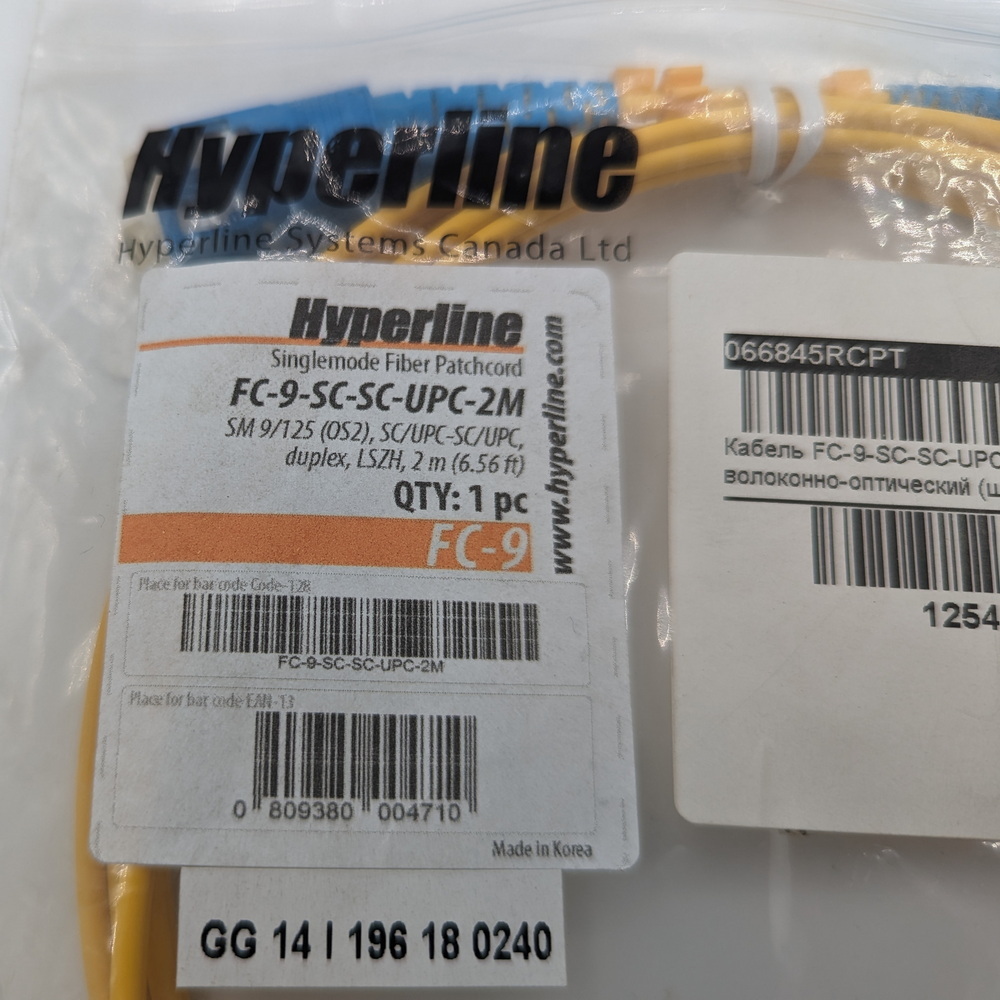 Hyperline
Hyperline Systems Canada Ltd
Hyperline
Singlemode Fiber Patchcord
FC-9-SC-SC-UPC-2M
SM 9/125 (OS2), SC/UPC-SC/UPC,
duplex, LSZH, 2 m (6.56 ft)
QTY: 1 pc
FC-9
www.hyperline.com
Place for bar code Code-128
FC-9-SC-SC-UPC-2M
Place for bar code EAN-13
0 809380 004710
Made in Korea
GG 14 I 196 18 0240
066845RCPT
Кабель FC-9-SC-SC-UPC
волоконно-оптический (ш
1254